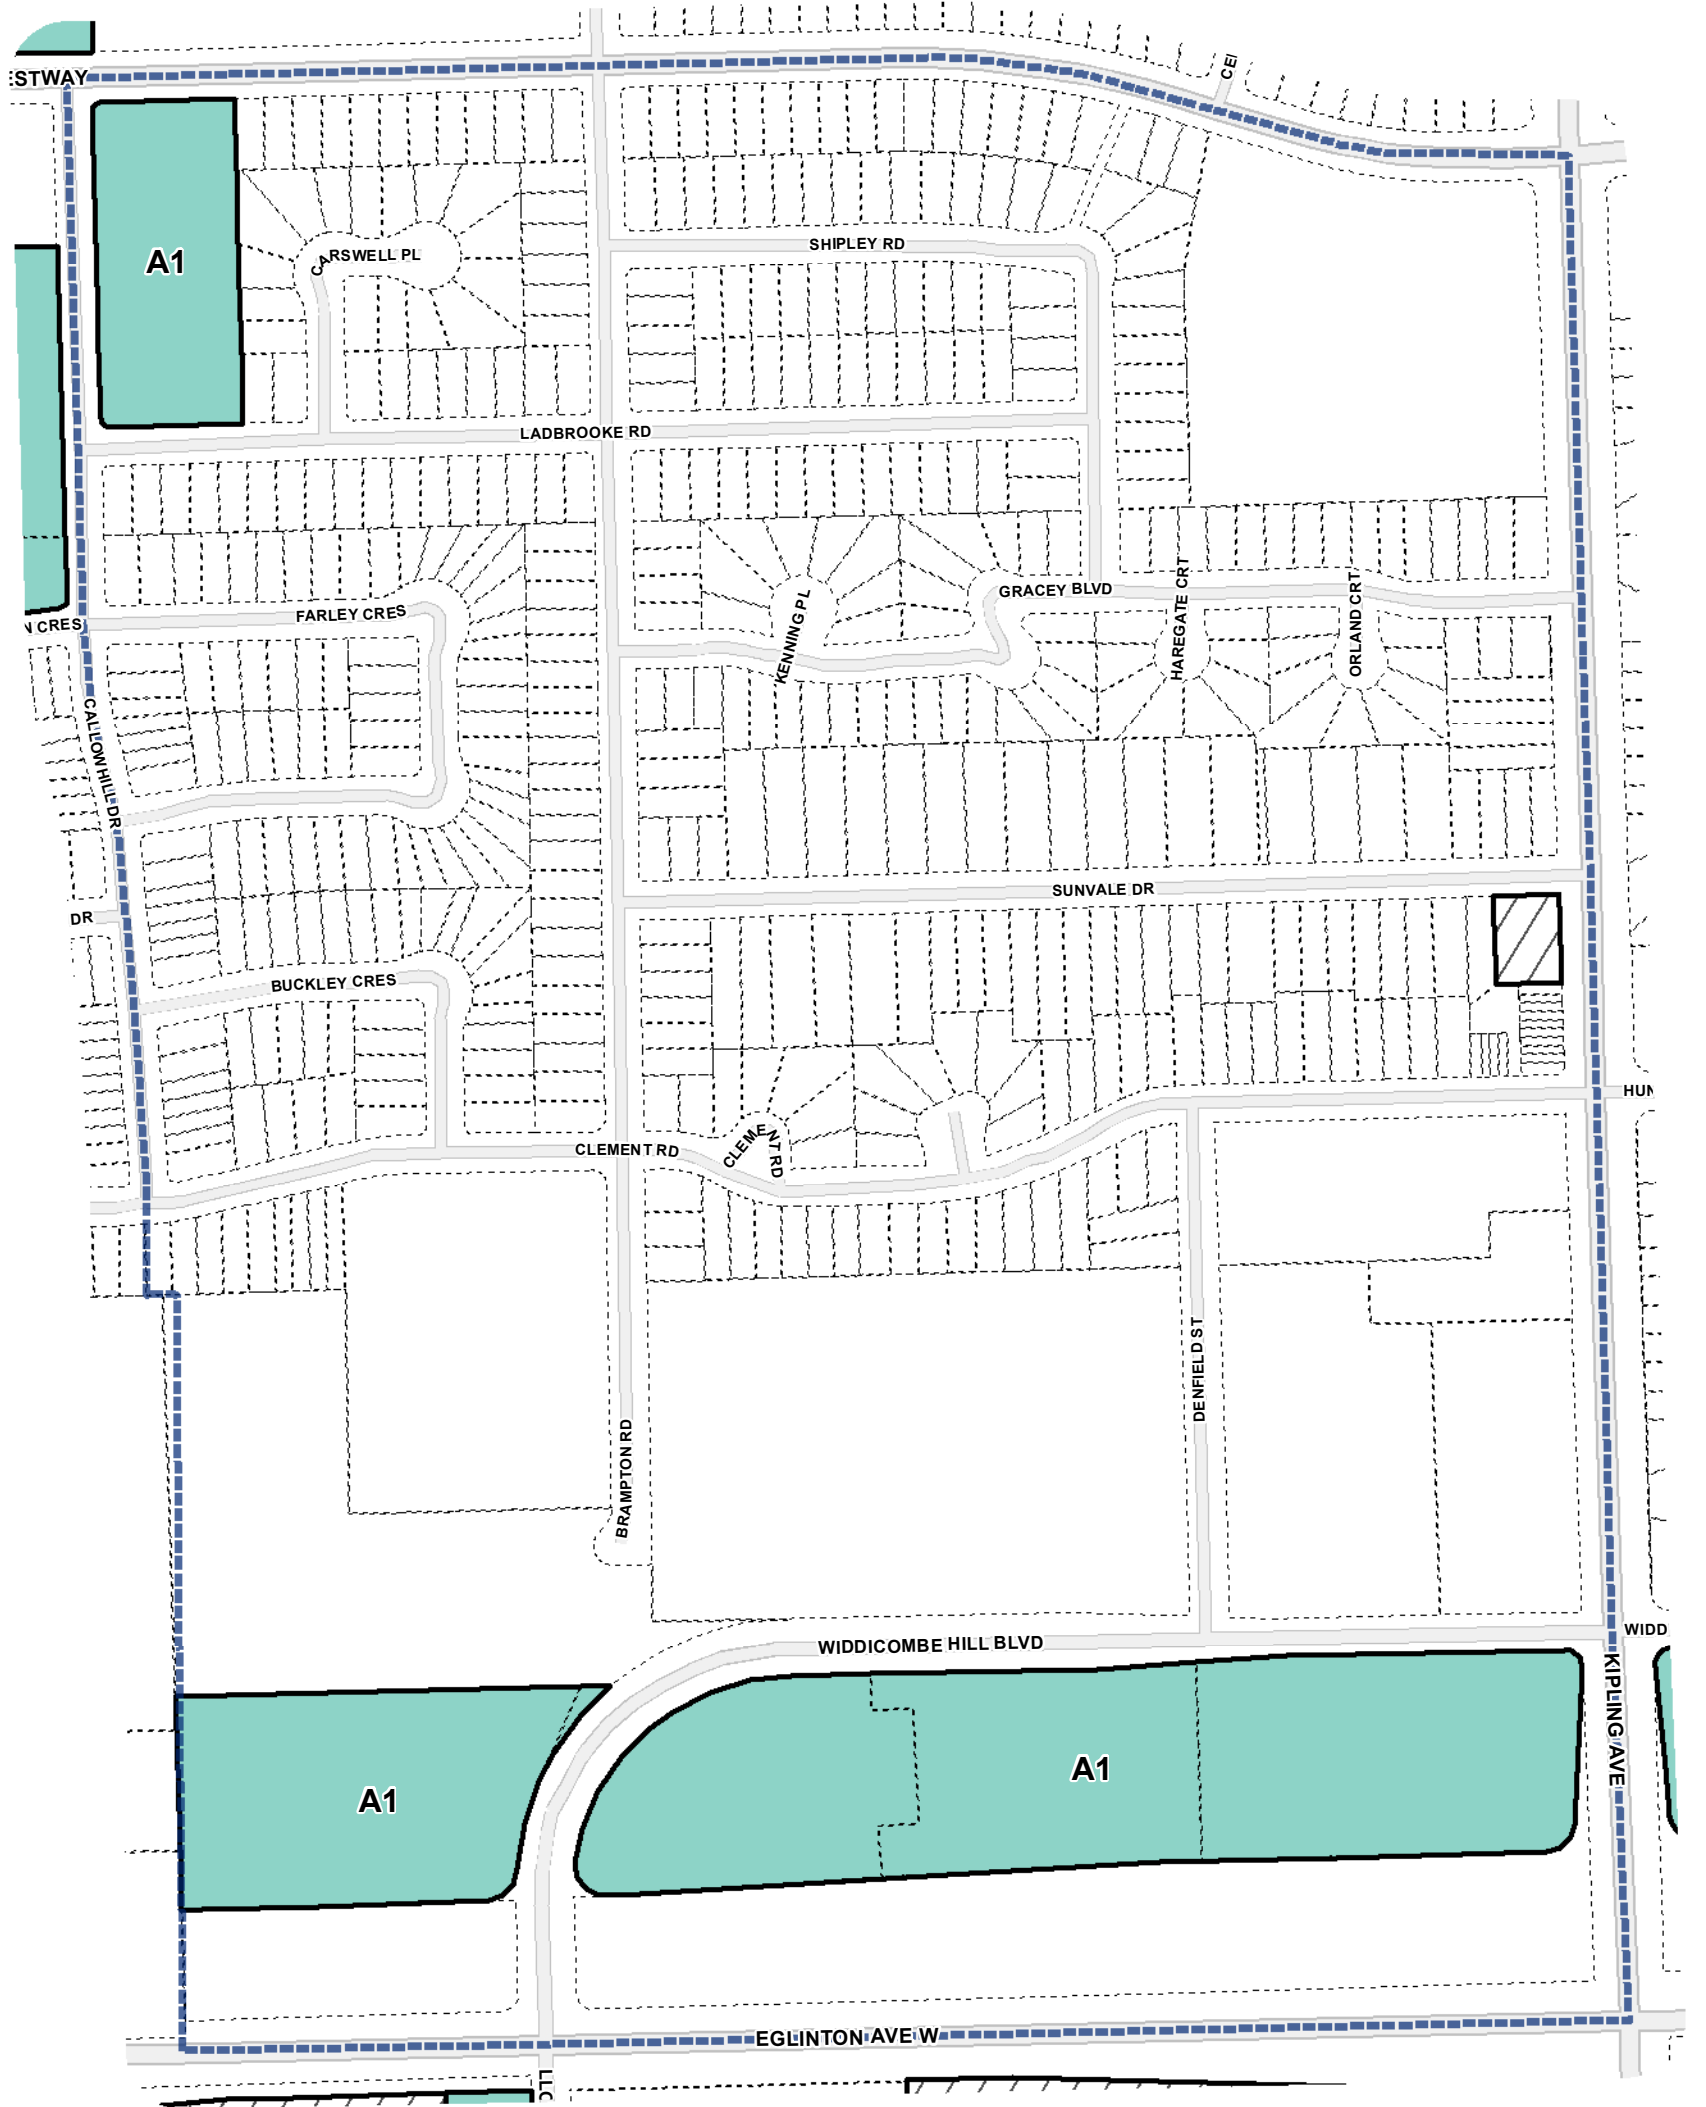 CEI
ESTWAY
A1
SHIPLEY RD
CARSWELL PL
LADBROOKE RD
GRACEY BLVD
HAREGATE CRT
ORLAND CRT
KENNING PL
FARLEY CRES
N CRES
CALLOWHILL DR
SUNVALE DR
DR
BUCKLEY CRES
HUN
CLEMENT RD
CLEMENT RD
DENFIELD ST
BRAMPTON RD
WIDDICOMBE HILL BLVD
WIDD
KIPLING AVE
A1
A1
EGLINTON AVE W
LLC